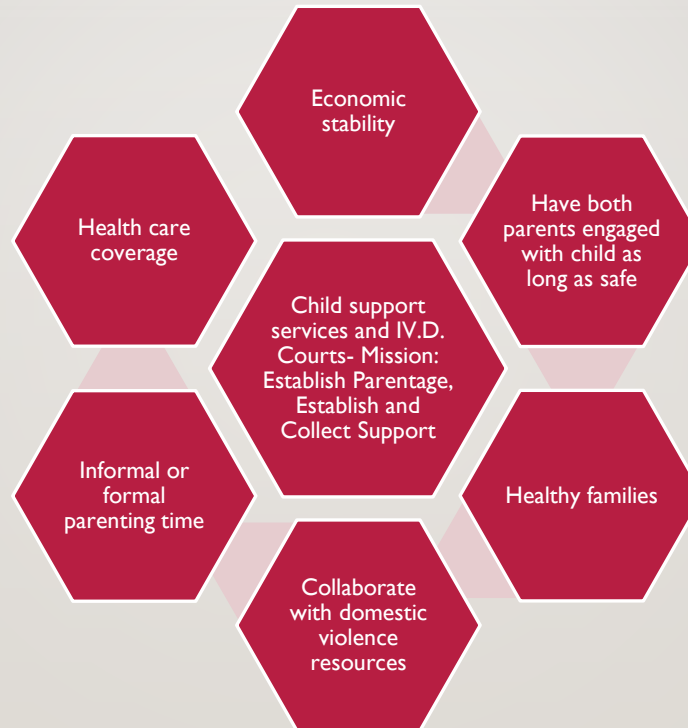 Economic
stability
Have both
parents engaged
with child as
long as safe
Healthy families
Collaborate
with domestic
violence
resources
Informal or
formal
parenting time
Health care
coverage
Child support
services and IV.D.
Courts- Mission:
Establish Parentage,
Establish and
Collect Support